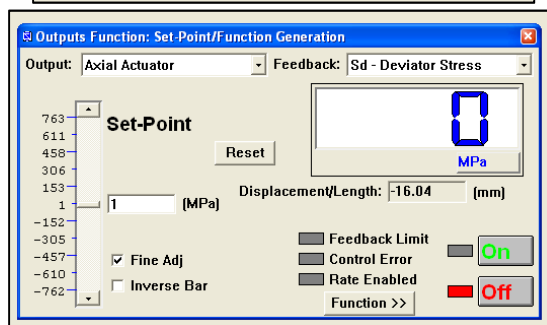 Outputs Function: Set-Point/Function Generation
Output: Axial Actuator Feedback: Sd - Deviator Stress
763
611
458
306
153
1
-152
-305
-457
-610
-762
Set-Point
Reset
1 (MPa)
0
MPa
Displacement/Length: -16.04 (mm)
Fine Adj
Inverse Bar
Feedback Limit
Control Error
Rate Enabled
Function >>
On
Off